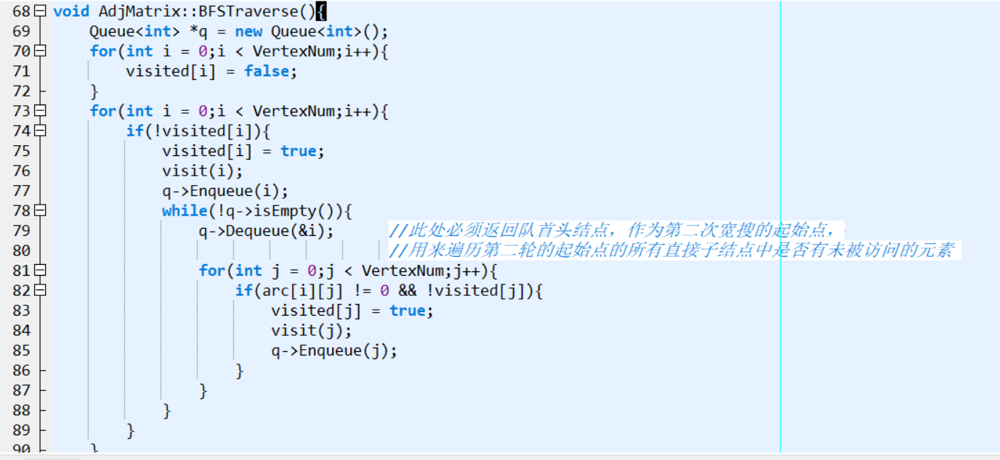 68 void AdjMatrix::BFSTraverse(){
69 Queue<int> *q = new Queue<int>();
70 for(int i = 0;i < VertexNum;i++){
71 visited[i] = false;
72 }
73 for(int i = 0;i < VertexNum;i++){
74 if(!visited[i]){
75 visited[i] = true;
76 visit(i);
77 q->Enqueue(i);
78 while(!q->isEmpty()){
79 q->Dequeue(&i); //此处必须返回队首头结点，作为第二次宽搜的起始点，
80 //用来遍历第二轮的起始点的所有直接子结点中是否有未被访问的元素
81 for(int j = 0;j < VertexNum;j++){
82 if(arc[i][j] != 0 && !visited[j]){
83 visited[j] = true;
84 visit(j);
85 q->Enqueue(j);
86 }
87 }
88 }
89 }
90 }